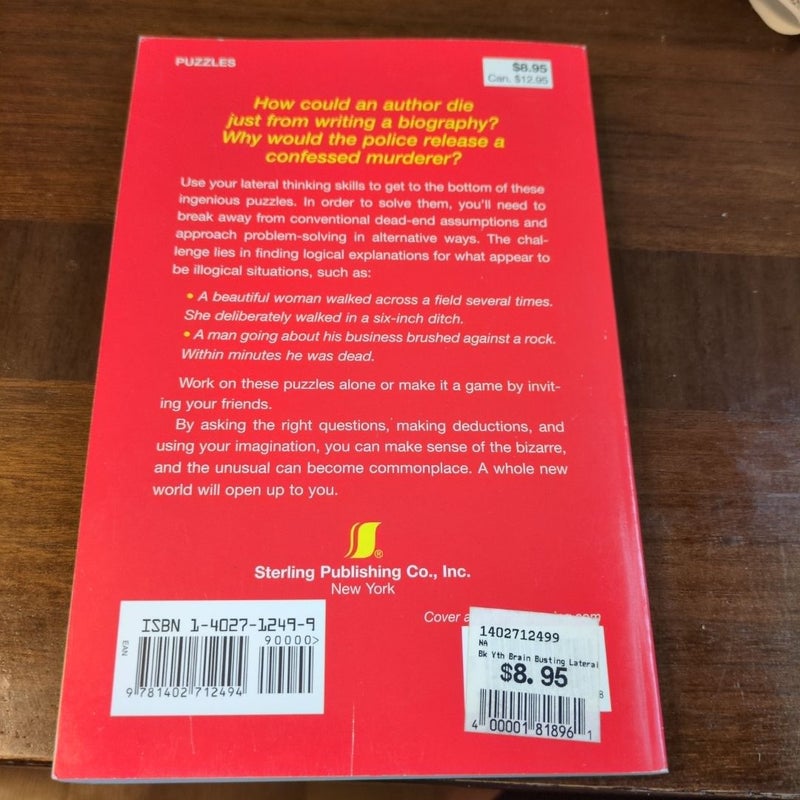 PUZZLES
$8.95
Can. $12.95
How could an author die
just from writing a biography?
Why would the police release a
confessed murderer?
Use your lateral thinking skills to get to the bottom of these
ingenious puzzles. In order to solve them, you'll need to
break away from conventional dead-end assumptions and
approach problem-solving in alternative ways. The chal-
lenge lies in finding logical explanations for what appear to
be illogical situations, such as:
• A beautiful woman walked across a field several times.
She deliberately walked in a six-inch ditch.
• A man going about his business brushed against a rock.
Within minutes he was dead.
Work on these puzzles alone or make it a game by invit-
ing your friends.
By asking the right questions, making deductions, and
using your imagination, you can make sense of the bizarre,
and the unusual can become commonplace. A whole new
world will open up to you.
®
Sterling Publishing Co., Inc.
New York
Cover
ISBN 1-4027-1249-9
90000>
EAN
9 781402 712494
1402712499
NA
Bk Yth Brain Busting Lateral
$8.95
8
4 00001 81896 1